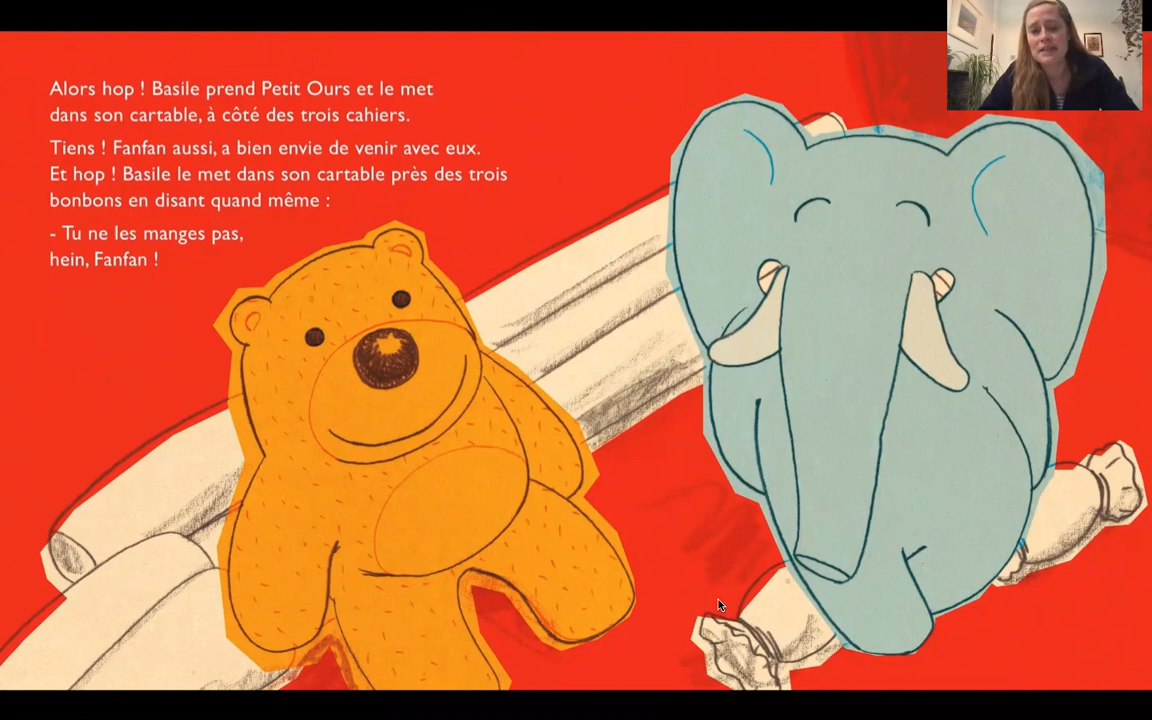 Alors hop ! Basile prend Petit Ours et le met
dans son cartable, à côté des trois cahiers.
Tiens ! Fanfan aussi, a bien envie de venir avec eux.
Et hop ! Basile le met dans son cartable près des trois
bonbons en disant quand même :
- Tu ne les manges pas,
hein, Fanfan !